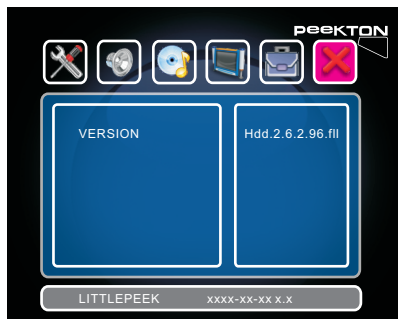 peekTON
VERSION Hdd.2.6.2.96.fll
LITTLEPEEK xxxx-xx-xx x.x